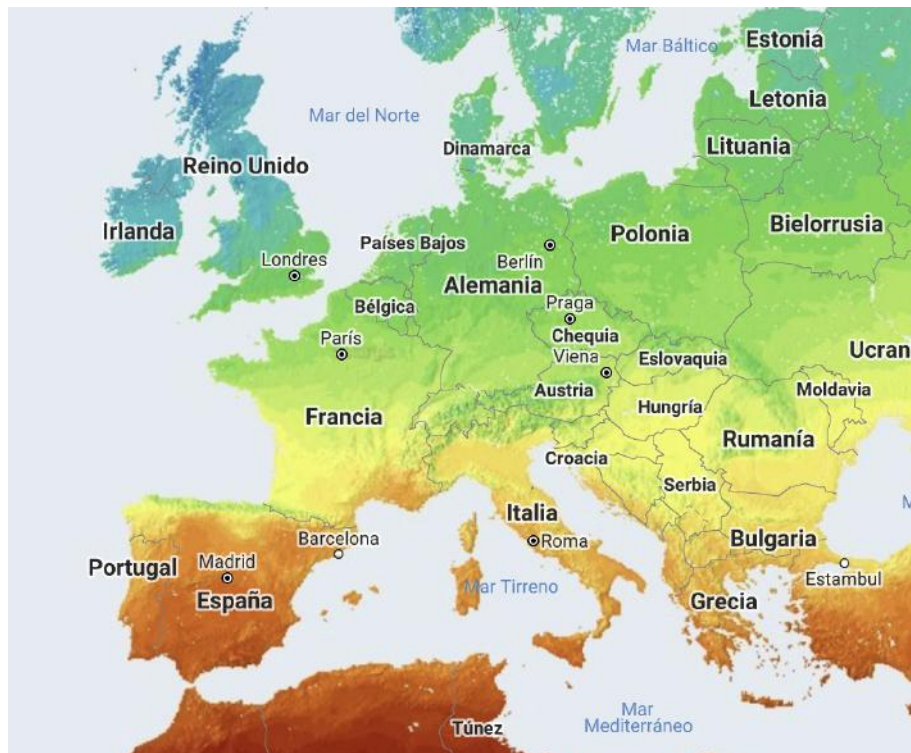 Estonia
Mar Báltico
Letonia
Mar del Norte
Lituania
Dinamarca
Reino Unido
Irlanda
Bielorrusia
Polonia
Países Bajos
Londres
Berlín
Alemania
Bélgica
Praga
París
Chequia
Ucran
Viena
Eslovaquia
Austria
Moldavia
Hungría
Francia
Rumanía
Croacia
Serbia
Italia
Barcelona
Bulgaria
Roma
Portugal
Madrid
Estambul
Mar Tirreno
España
Grecia
Mar
Mediterráneo
Túnez